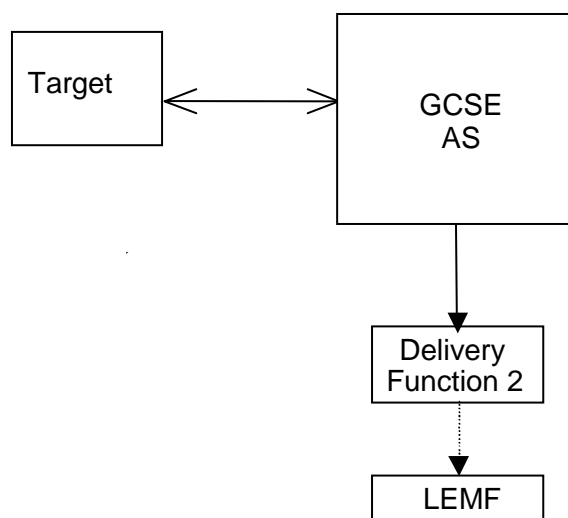 Target
GCSE
AS
Delivery
Function 2
LEMF